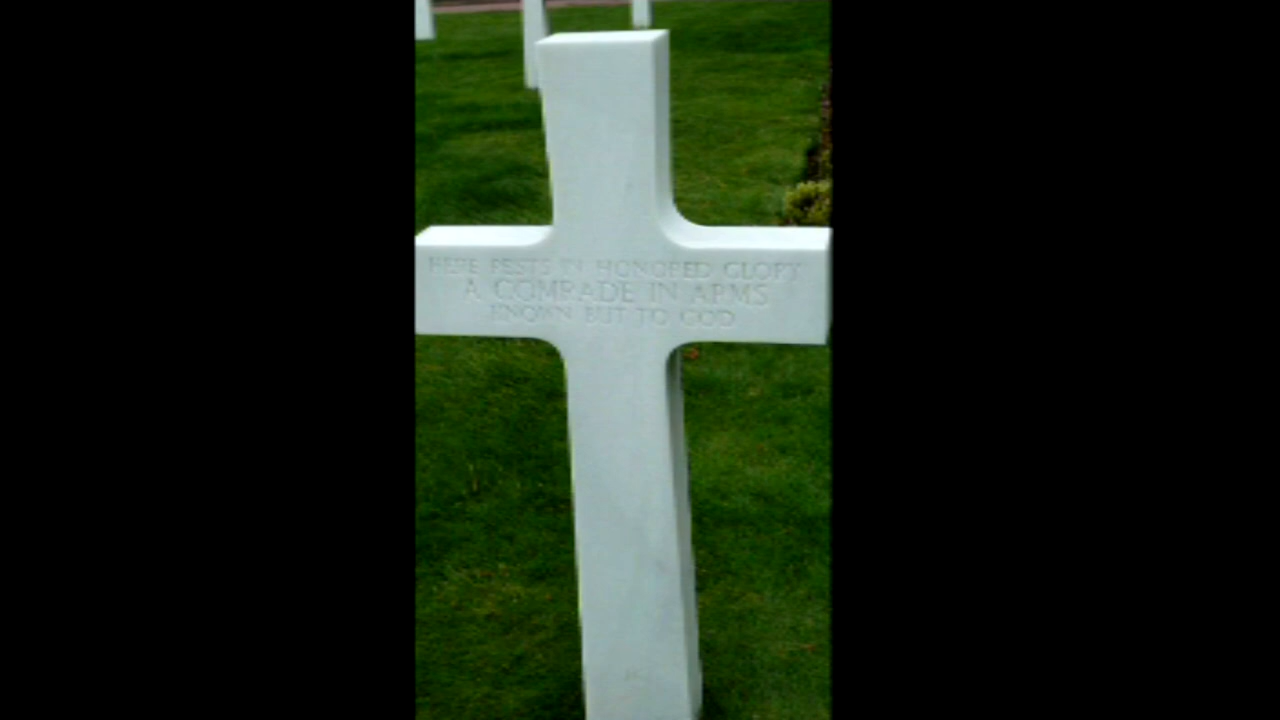 HERE RESTS IN HONORED GLORY
A COMRADE IN ARMS
KNOWN BUT TO GOD